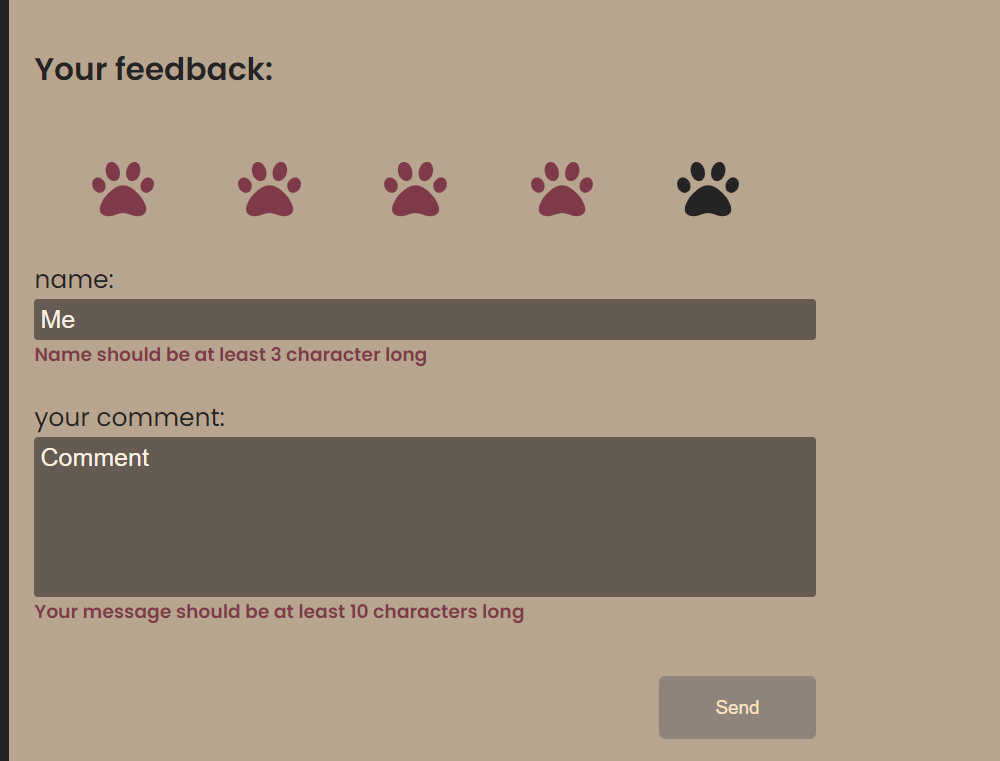 Your feedback:
name:
Me
Name should be at least 3 character long
your comment:
Comment
Your message should be at least 10 characters long
Send